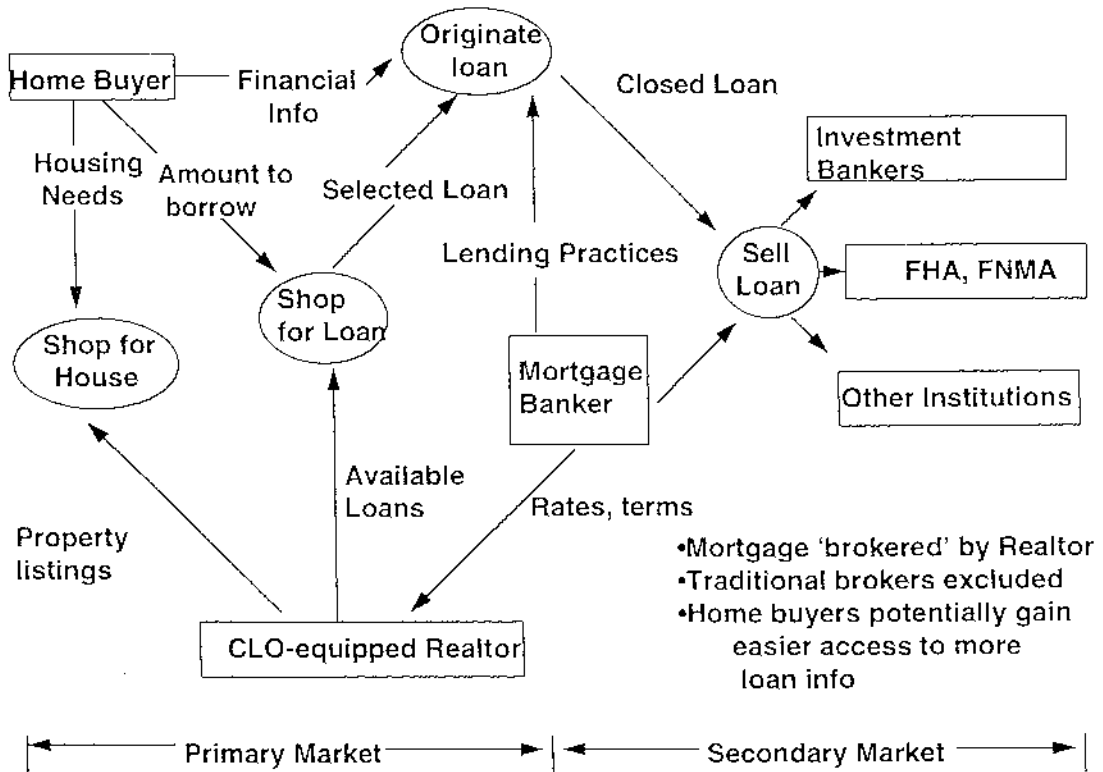 Originate
loan
Home Buyer
Financial
Info
Closed Loan
Investment
Bankers
Housing
Needs
Amount to
borrow
Selected Loan
Lending Practices
Sell
Loan
FHA, FNMA
Shop
for Loan
Shop for
House
Mortgage
Banker
Other Institutions
Available
Loans
Rates, terms
Property
listings
•Mortgage 'brokered' by Realtor
•Traditional brokers excluded
•Home buyers potentially gain
easier access to more
loan info
CLO-equipped Realtor
Primary Market
Secondary Market